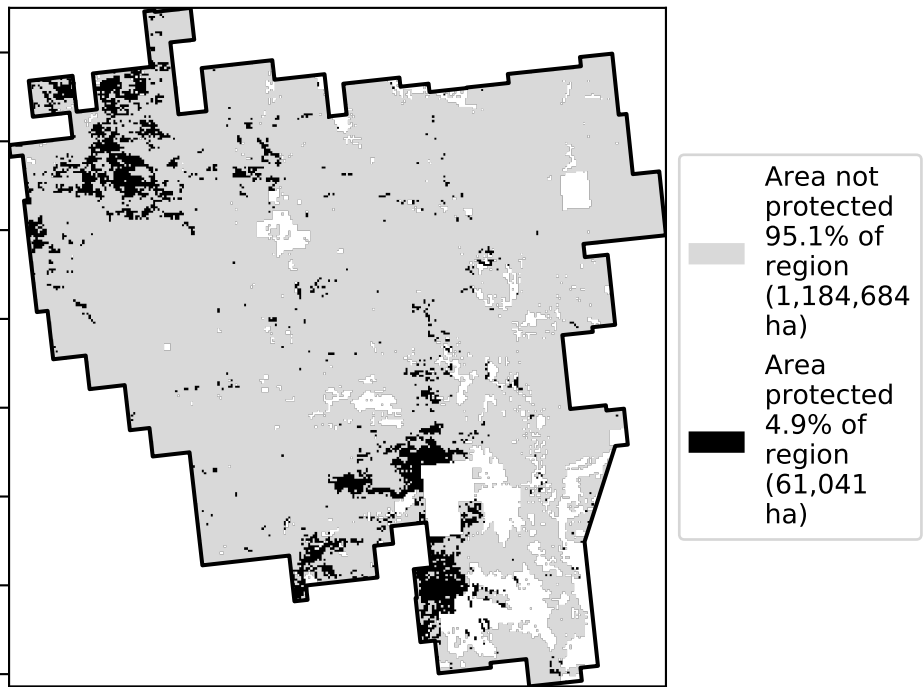 Area not
protected
95.1% of
region
(1,184,684
ha)
Area
protected
4.9% of
region
(61,041
ha)